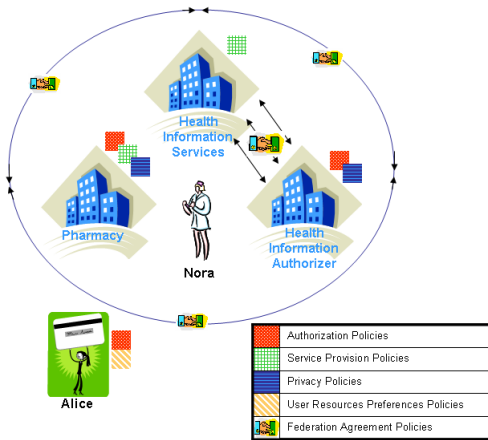 Health
Information
Services
Pharmacy
Health
Information
Authorizer
Nora
Alice
Authorization Policies
Service Provision Policies
Privacy Policies
User Resources Preferences Policies
Federation Agreement Policies